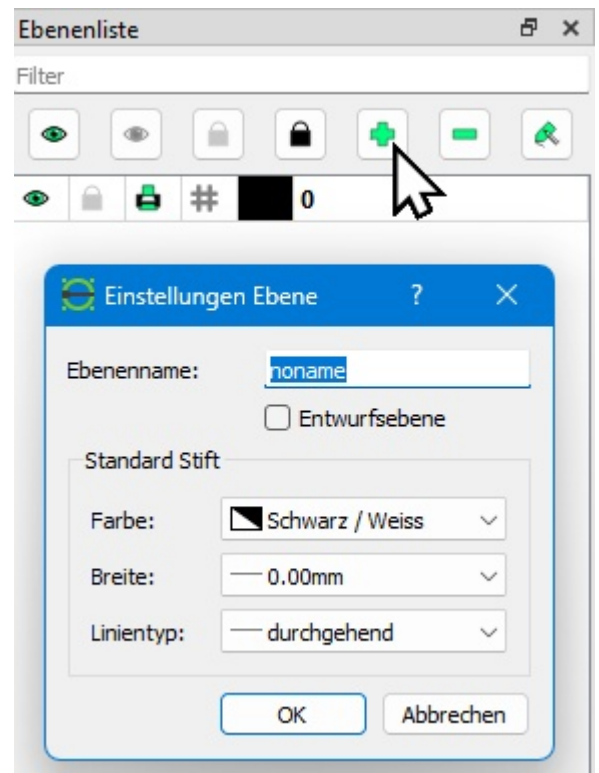 Ebenenliste
Filter
0
Einstellungen Ebene ?
Ebenenname: noname
Entwurfsebene
Standard Stift
Farbe: Schwarz / Weiss
Breite: 0.00mm
Linientyp: durchgehend
OK Abbrechen